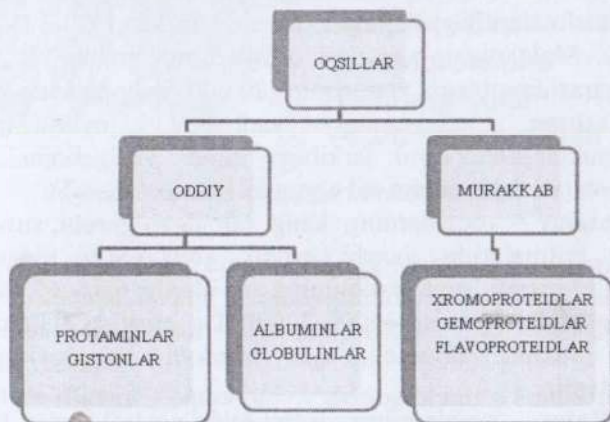 OQSILLAR
ODDIY
MURAKKAB
PROTAMINLAR
GISTONLAR
ALBUMINLAR
GLOBULINLAR
XROMOPROTEIDLAR
GEMOPROTEIDLAR
FLAVOPROTEIDLAR